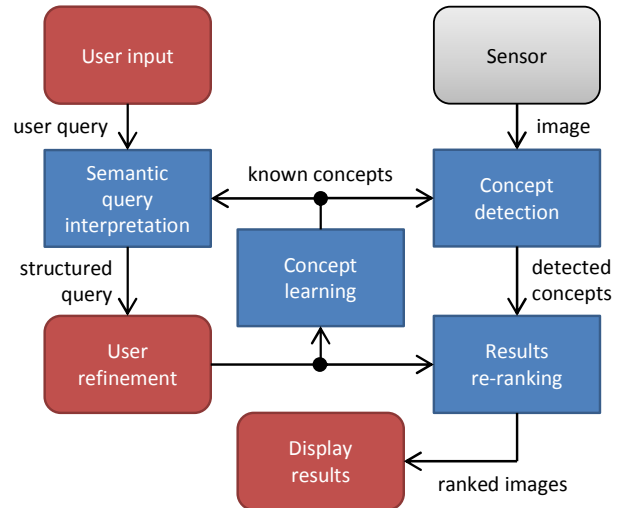 User input
Sensor
user query
image
Semantic
query
interpretation
known concepts
Concept
detection
structured
query
Concept
learning
detected
concepts
User
refinement
Results
re-ranking
Display
results
ranked images